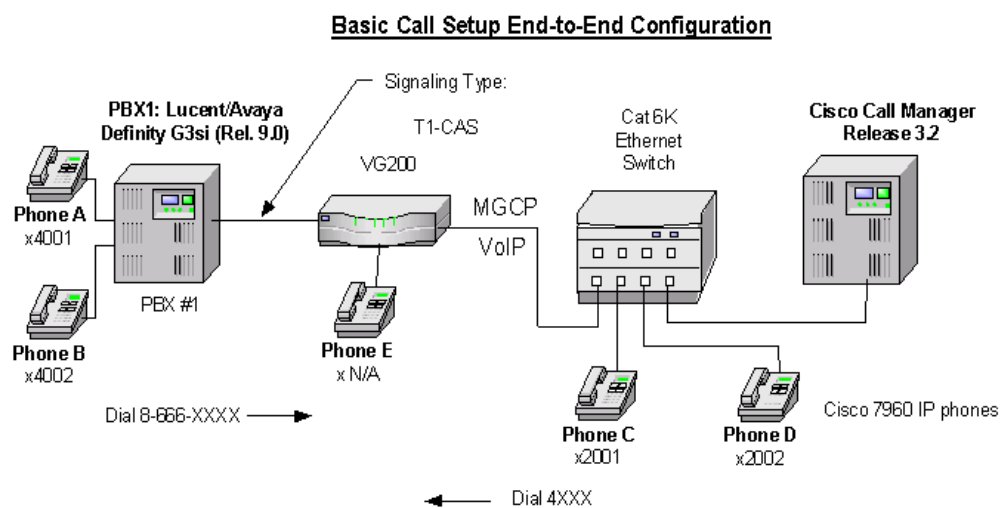 Basic Call Setup End-to-End Configuration
Signaling Type:
T1-CAS
PBX1: Lucent/Avaya
Definity G3si (Rel. 9.0)
VG200
Cat 6K
Ethernet
Switch
Cisco Call Manager
Release 3.2
MGCP
VoIP
Phone A
x4001
PBX #1
Phone B
x4002
Phone E
x N/A
Dial 8-666-XXXX
Phone C
x2001
Phone D
x2002
Cisco 7960 IP phones
Dial 4XXX